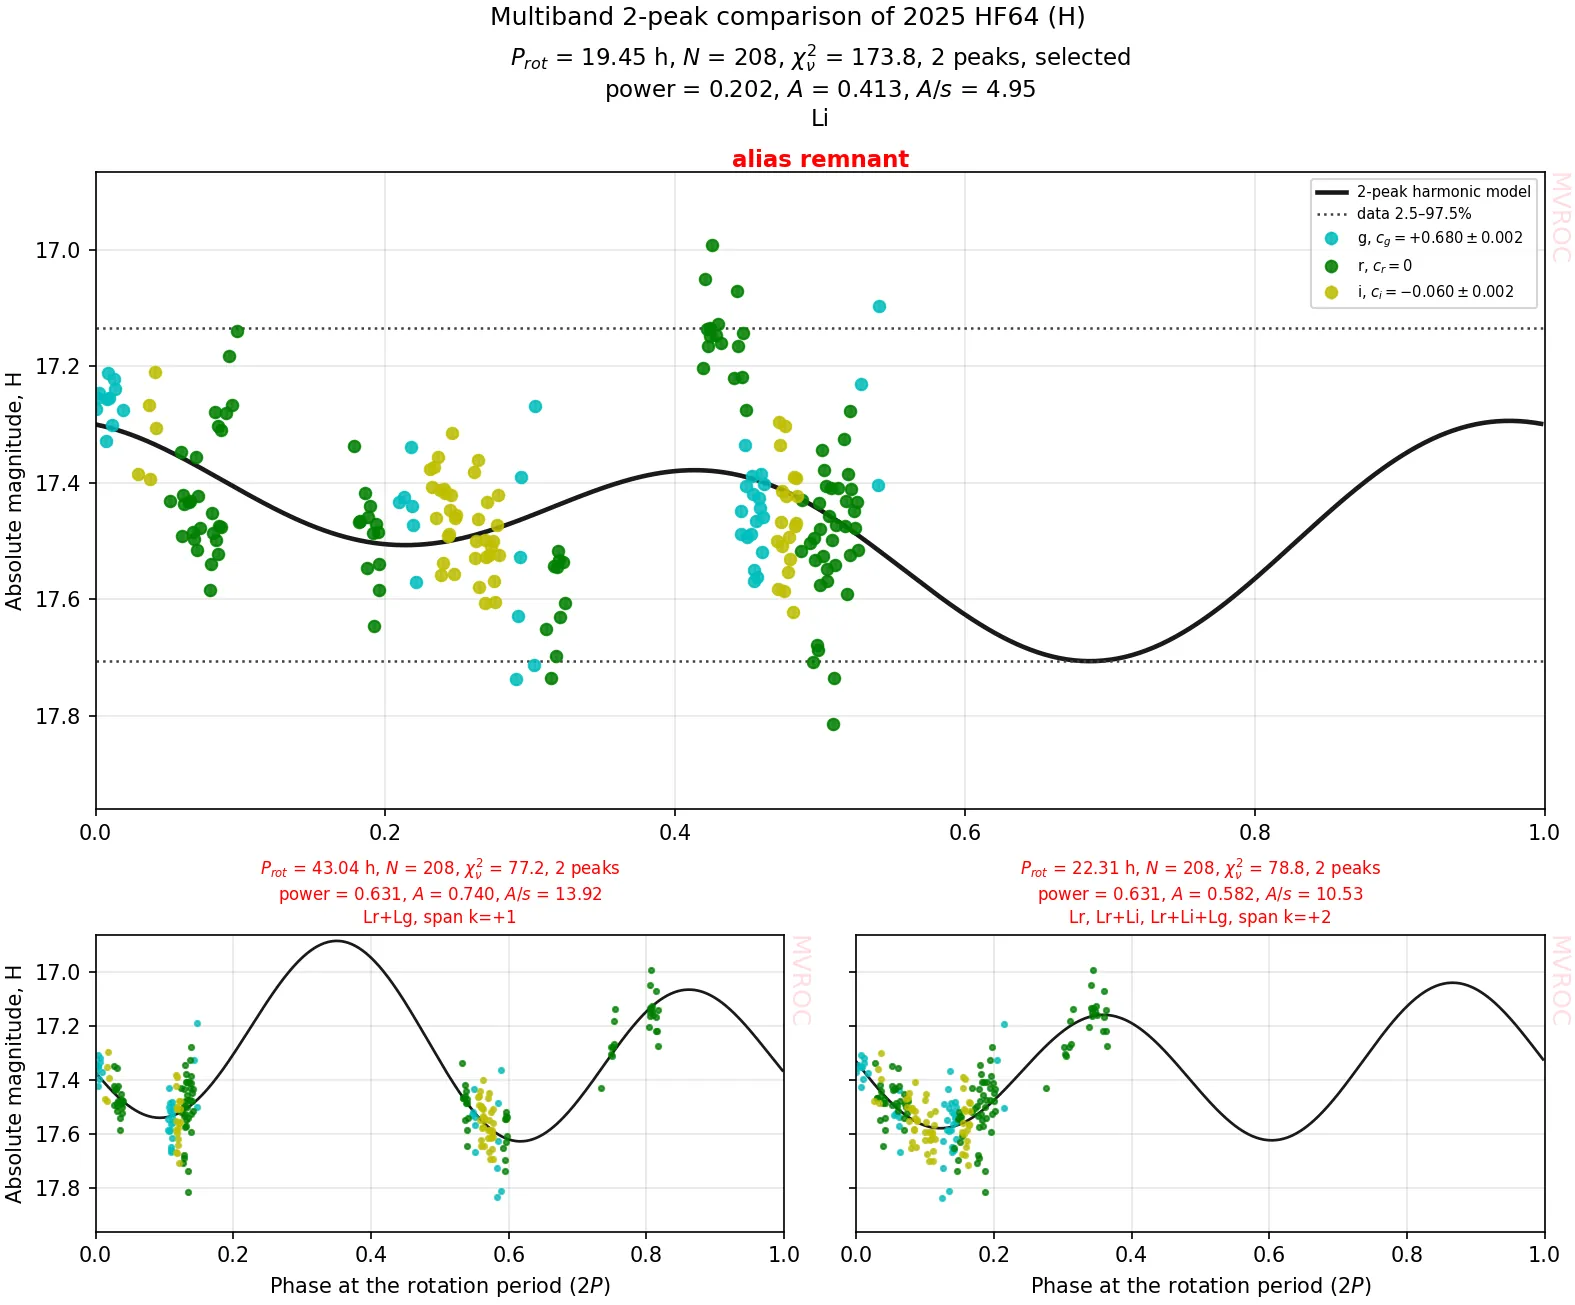 Multiband 2-peak comparison of 2025 HF64 (H)
P_rot = 19.45 h, N = 208, χ²_ν = 173.8, 2 peaks, selected
power = 0.202, A = 0.413, A/s = 4.95
Li
alias remnant
2-peak harmonic model
data 2.5–97.5%
g, c_g = +0.680 ± 0.002
r, c_r = 0
i, c_i = −0.060 ± 0.002
MVROC
Absolute magnitude, H
17.0
17.2
17.4
17.6
17.8
0.0 0.2 0.4 0.6 0.8 1.0
P_rot = 43.04 h, N = 208, χ²_ν = 77.2, 2 peaks
power = 0.631, A = 0.740, A/s = 13.92
Lr+Lg, span k=+1
MVROC
Absolute magnitude, H
17.0
17.2
17.4
17.6
17.8
0.0 0.2 0.4 0.6 0.8 1.0
Phase at the rotation period (2P)
P_rot = 22.31 h, N = 208, χ²_ν = 78.8, 2 peaks
power = 0.631, A = 0.582, A/s = 10.53
Lr, Lr+Li, Lr+Li+Lg, span k=+2
MVROC
0.0 0.2 0.4 0.6 0.8 1.0
Phase at the rotation period (2P)